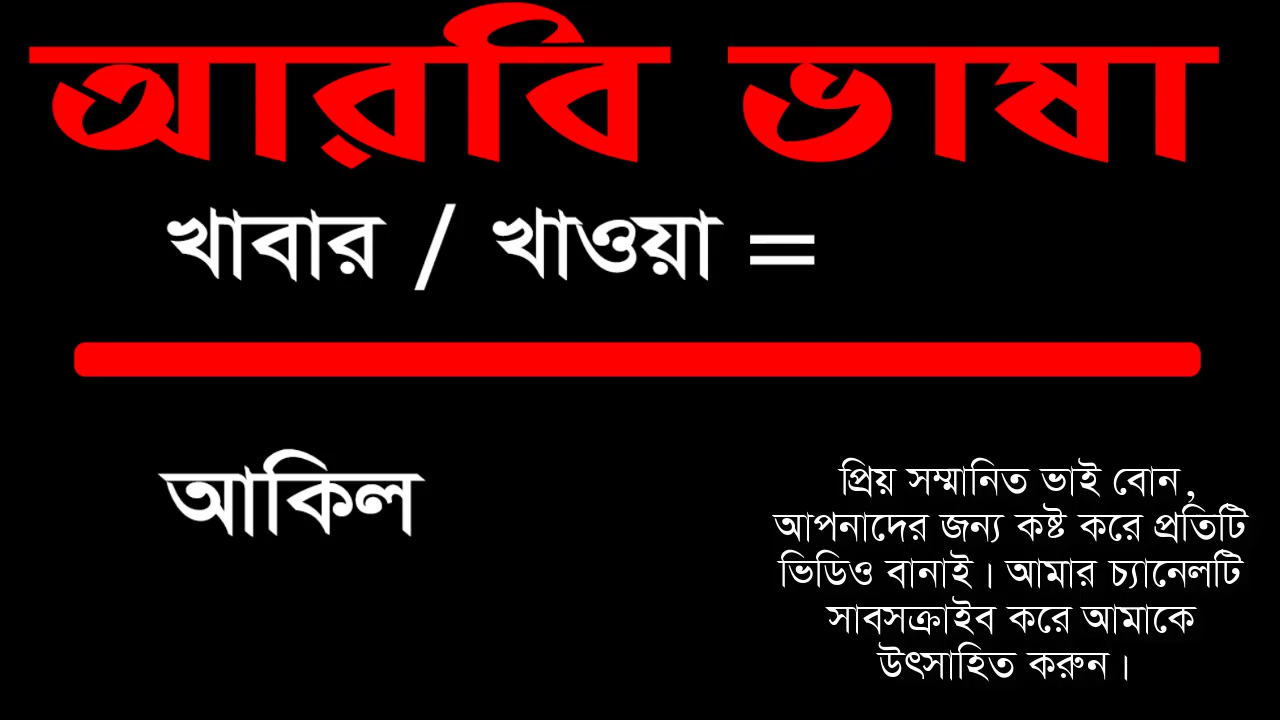 আরবি ভাষা
খাবার / খাওয়া =
আকিল
প্রিয় সম্মানিত ভাই বোন,
আপনাদের জন্য কষ্ট করে প্রতিটি
ভিডিও বানাই। আমার চ্যানেলটি
সাবসক্রাইব করে আমাকে
উৎসাহিত করুন।